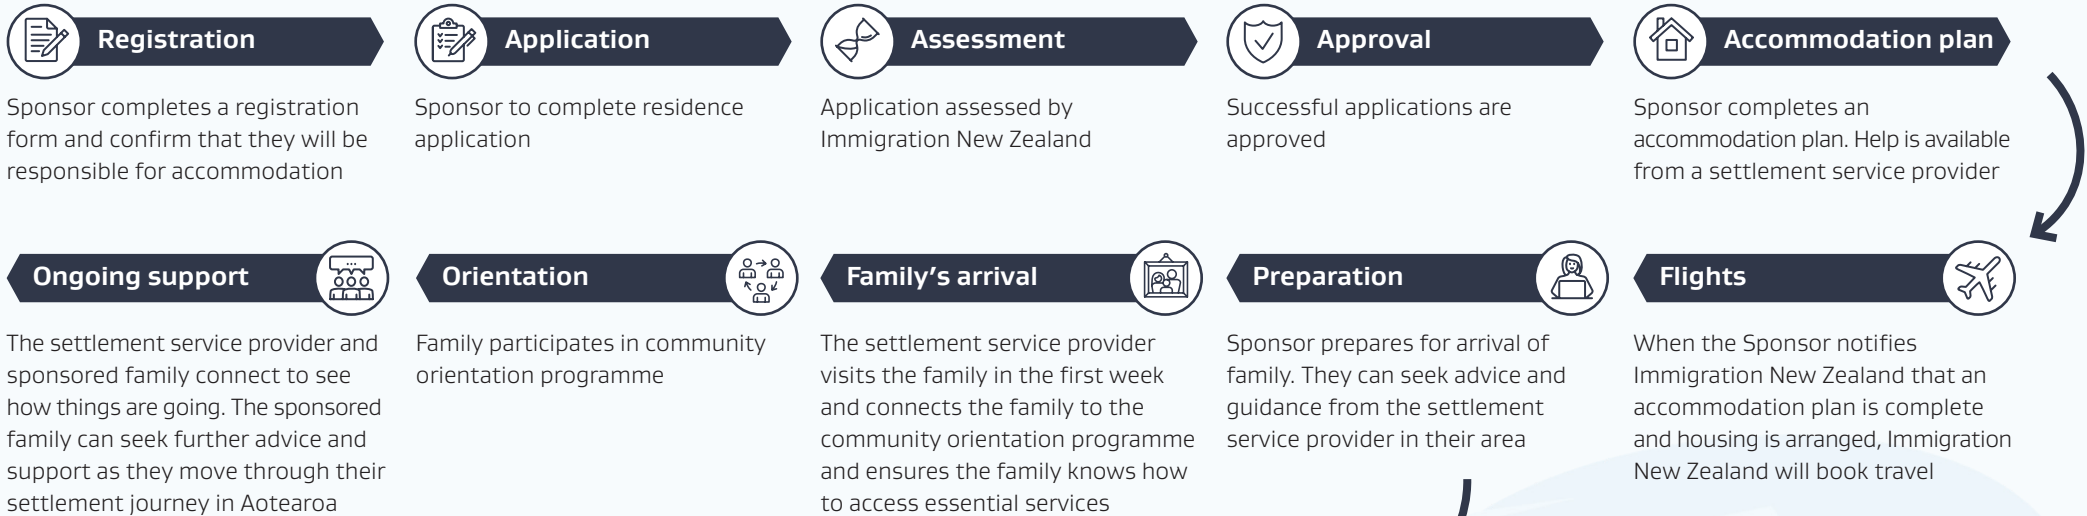 Registration
Sponsor completes a registration
form and confirm that they will be
responsible for accommodation
Application
Sponsor to complete residence
application
Assessment
Application assessed by
Immigration New Zealand
Approval
Successful applications are
approved
Accommodation plan
Sponsor completes an
accommodation plan. Help is available
from a settlement service provider
Flights
When the Sponsor notifies
Immigration New Zealand that an
accommodation plan is complete
and housing is arranged, Immigration
New Zealand will book travel
Preparation
Sponsor prepares for arrival of
family. They can seek advice and
guidance from the settlement
service provider in their area
Family’s arrival
The settlement service provider
visits the family in the first week
and connects the family to the
community orientation programme
and ensures the family knows how
to access essential services
Orientation
Family participates in community
orientation programme
Ongoing support
The settlement service provider and
sponsored family connect to see
how things are going. The sponsored
family can seek further advice and
support as they move through their
settlement journey in Aotearoa